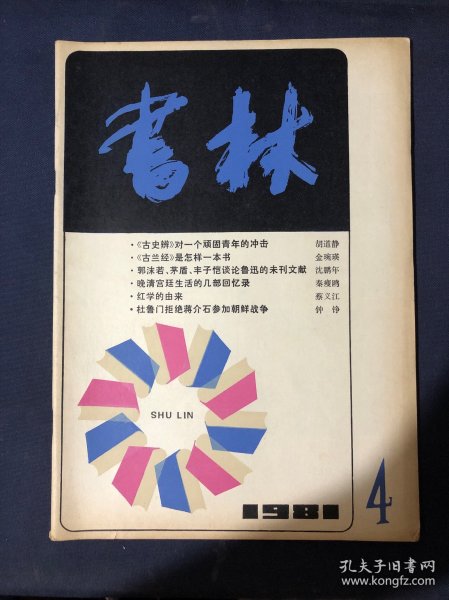 書林
·《古史辨》对一个顽固青年的冲击 胡道静
·《古兰经》是怎样一本书 金琬瑛
·郭沫若、茅盾、丰子恺谈论鲁迅的未刊文献 沈鹏年
·晚清宫廷生活的几部回忆录 秦瘦鸥
·红学的由来 蔡义江
·杜鲁门拒绝蒋介石参加朝鲜战争 钟铮
SHU LIN
1981 4
孔夫子旧书网
www.kongfz.com